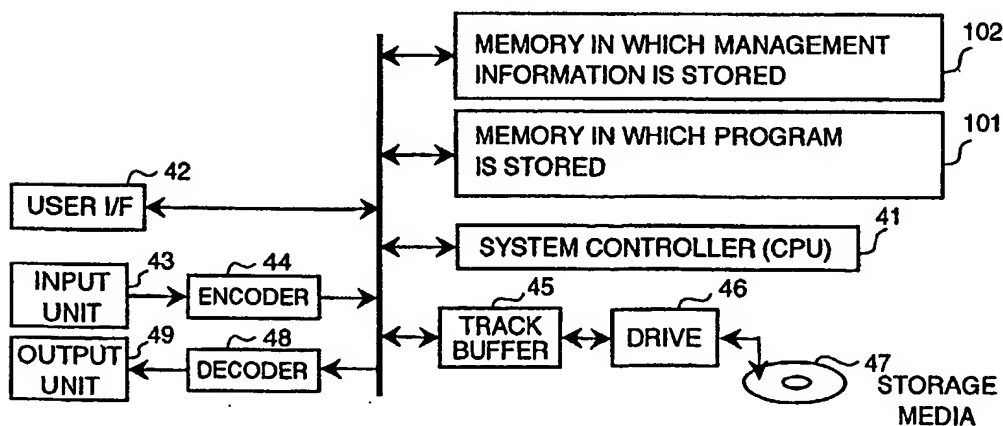 102
MEMORY IN WHICH MANAGEMENT
INFORMATION IS STORED
101
MEMORY IN WHICH PROGRAM
IS STORED
42
USER I/F
41
SYSTEM CONTROLLER (CPU)
43
INPUT
UNIT
44
ENCODER
45
TRACK
BUFFER
46
DRIVE
49
OUTPUT
UNIT
48
DECODER
47
STORAGE
MEDIA